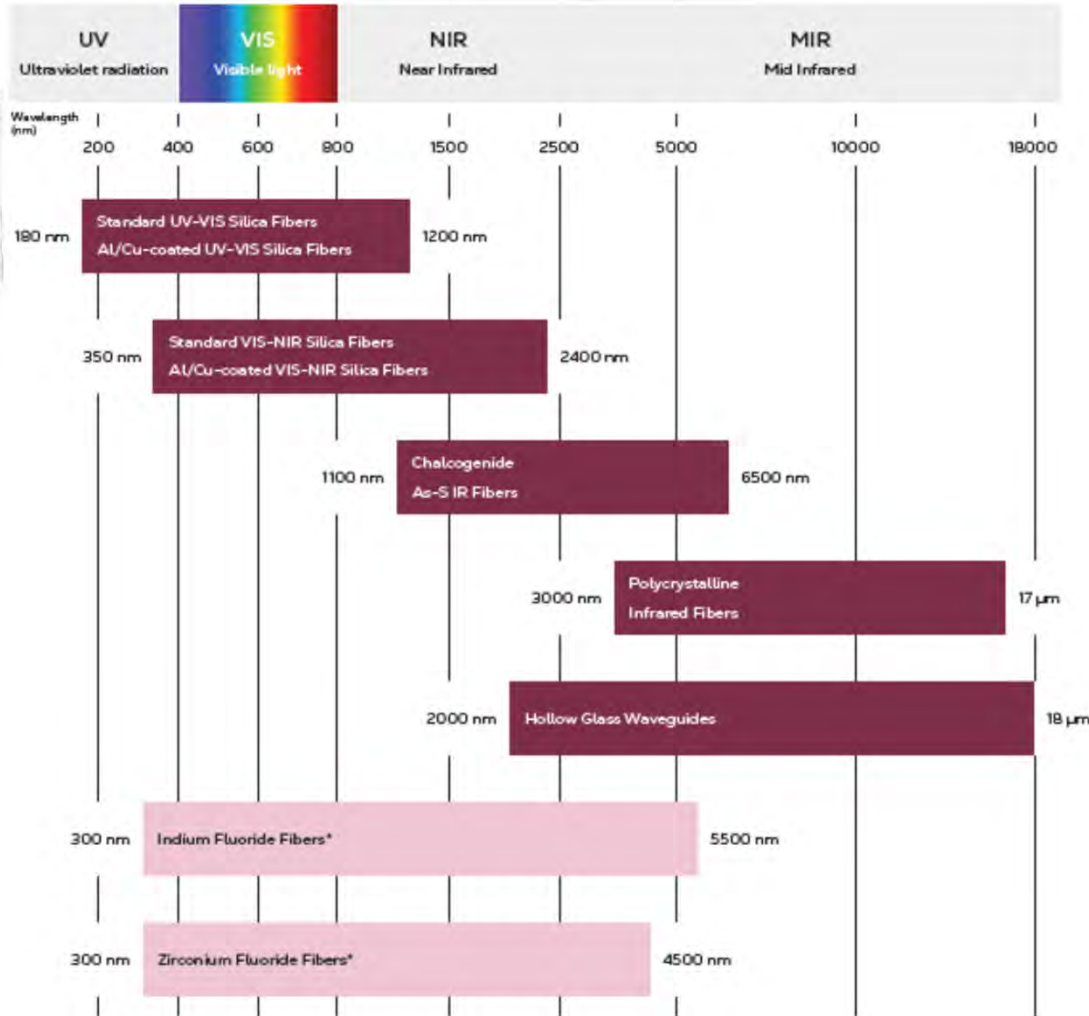 UV
Ultraviolet radiation
VIS
Visible light
NIR
Near Infrared
MIR
Mid Infrared
Wavelength
(nm)
200 400 600 800 1500 2500 5000 10000 18000
180 nm
Standard UV-VIS Silica Fibers
Al/Cu-coated UV-VIS Silica Fibers
1200 nm
350 nm
Standard VIS-NIR Silica Fibers
Al/Cu-coated VIS-NIR Silica Fibers
2400 nm
1100 nm
Chalcogenide
As-S IR Fibers
6500 nm
3000 nm
Polycrystalline
Infrared Fibers
17 µm
2000 nm
Hollow Glass Waveguides
18 µm
300 nm
Indium Fluoride Fibers*
5500 nm
300 nm
Zirconium Fluoride Fibers*
4500 nm